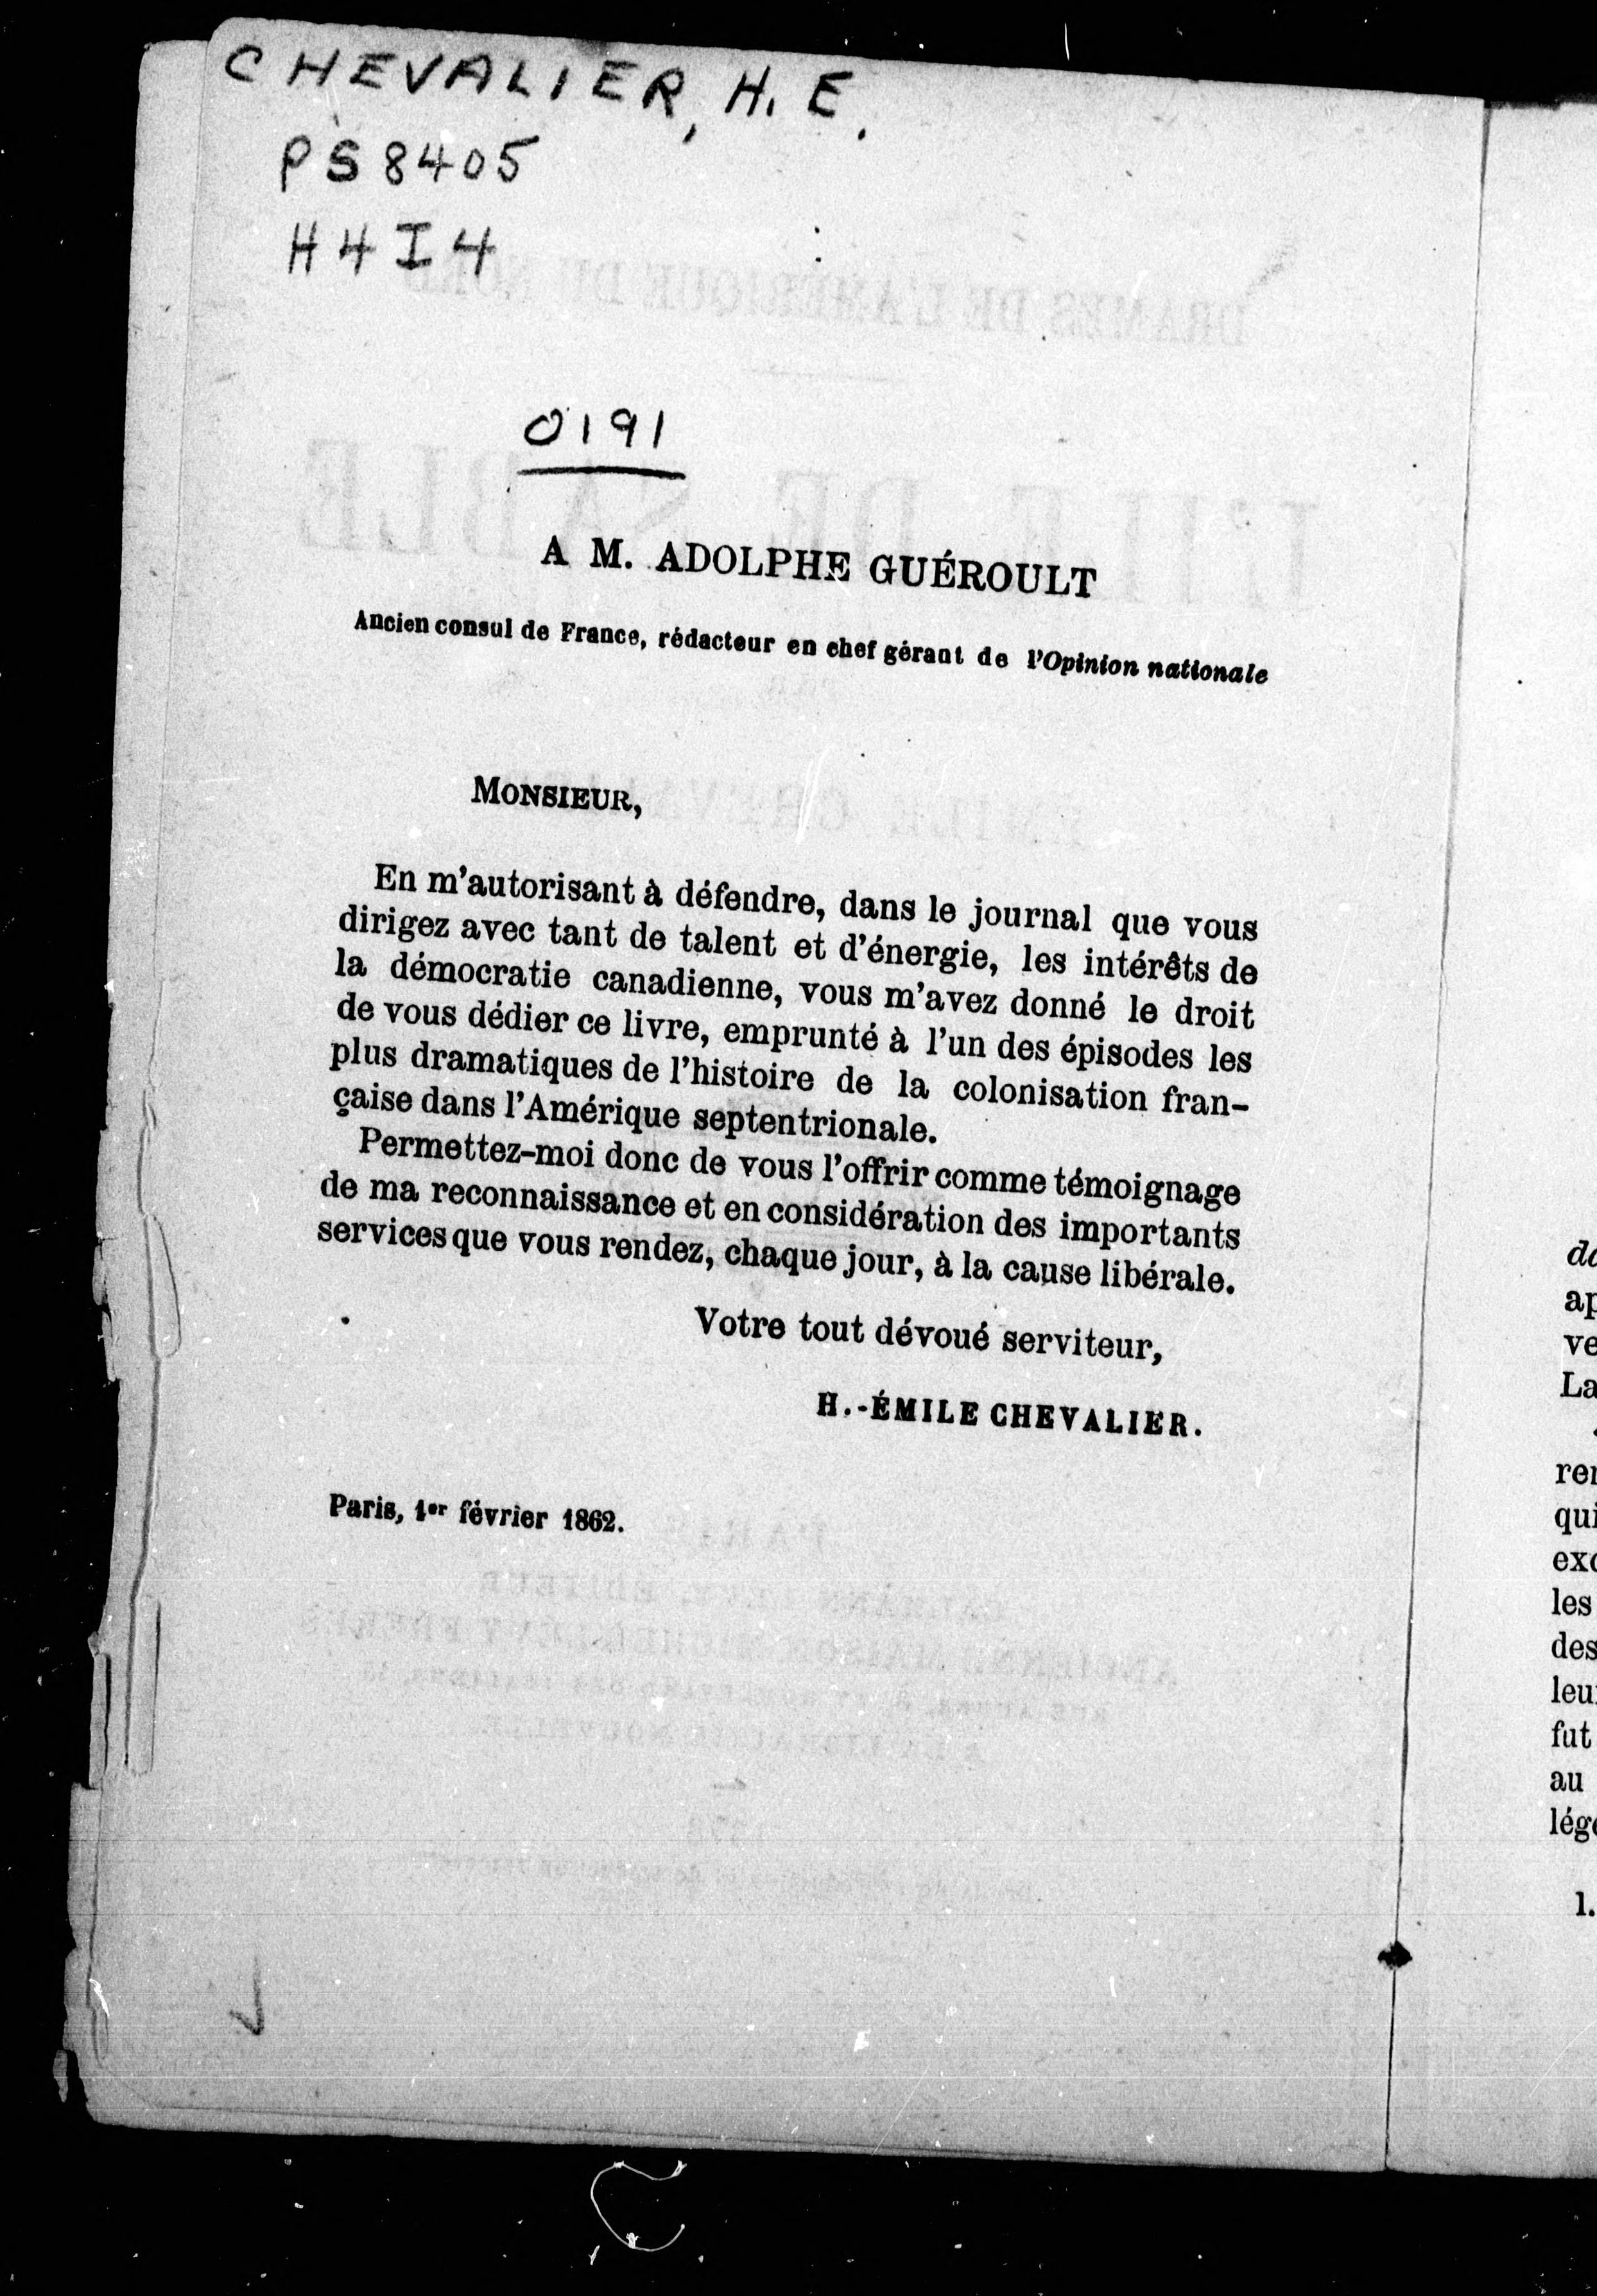 CHEVALIER, H. E.
PS8405
H4I4
0191
A M. ADOLPHE GUÉROULT
Ancien consul de France, rédacteur en chef gérant de l'Opinion nationale
MONSIEUR,
En m'autorisant à défendre, dans le journal que vous
dirigez avec tant de talent et d'énergie, les intérêts de
la démocratie canadienne, vous m'avez donné le droit
de vous dédier ce livre, emprunté à l'un des épisodes les
plus dramatiques de l'histoire de la colonisation fran-
çaise dans l'Amérique septentrionale.
Permettez-moi donc de vous l'offrir comme témoignage
de ma reconnaissance et en considération des importants
services que vous rendez, chaque jour, à la cause libérale.
Votre tout dévoué serviteur,
H.-ÉMILE CHEVALIER.
Paris, 1er février 1862.
les
des
fut
au
1.